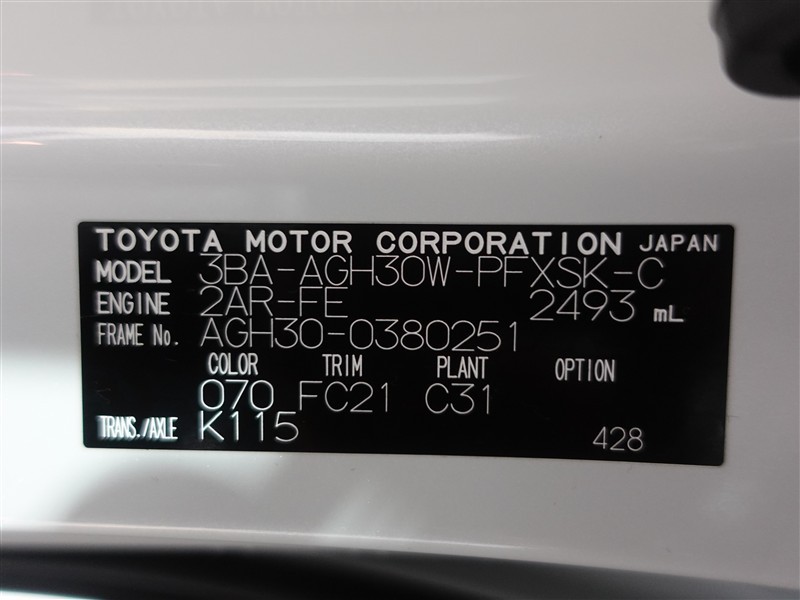 TOYOTA MOTOR CORPORATION JAPAN
MODEL 3BA-AGH30W-PFXSK-C
ENGINE 2AR-FE 2493 mL
FRAME No. AGH30-0380251
COLOR TRIM PLANT OPTION
070 FC21 C31
TRANS./AXLE K115 428